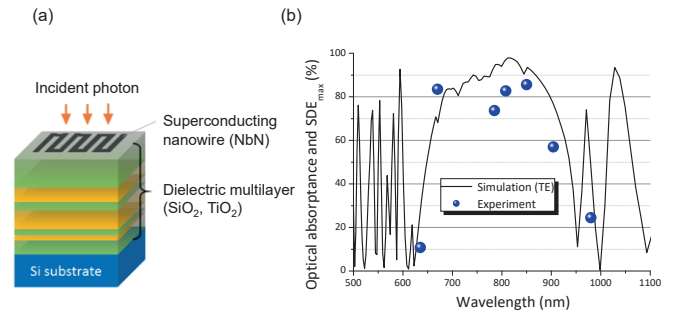 (a)
Incident photon
Superconducting
nanowire (NbN)
Dielectric multilayer
(SiO2, TiO2)
Si substrate
(b)
Optical absorptance and SDEmax (%)
100
80
60
40
20
0
Simulation (TE)
Experiment
500 600 700 800 900 1000 1100
Wavelength (nm)